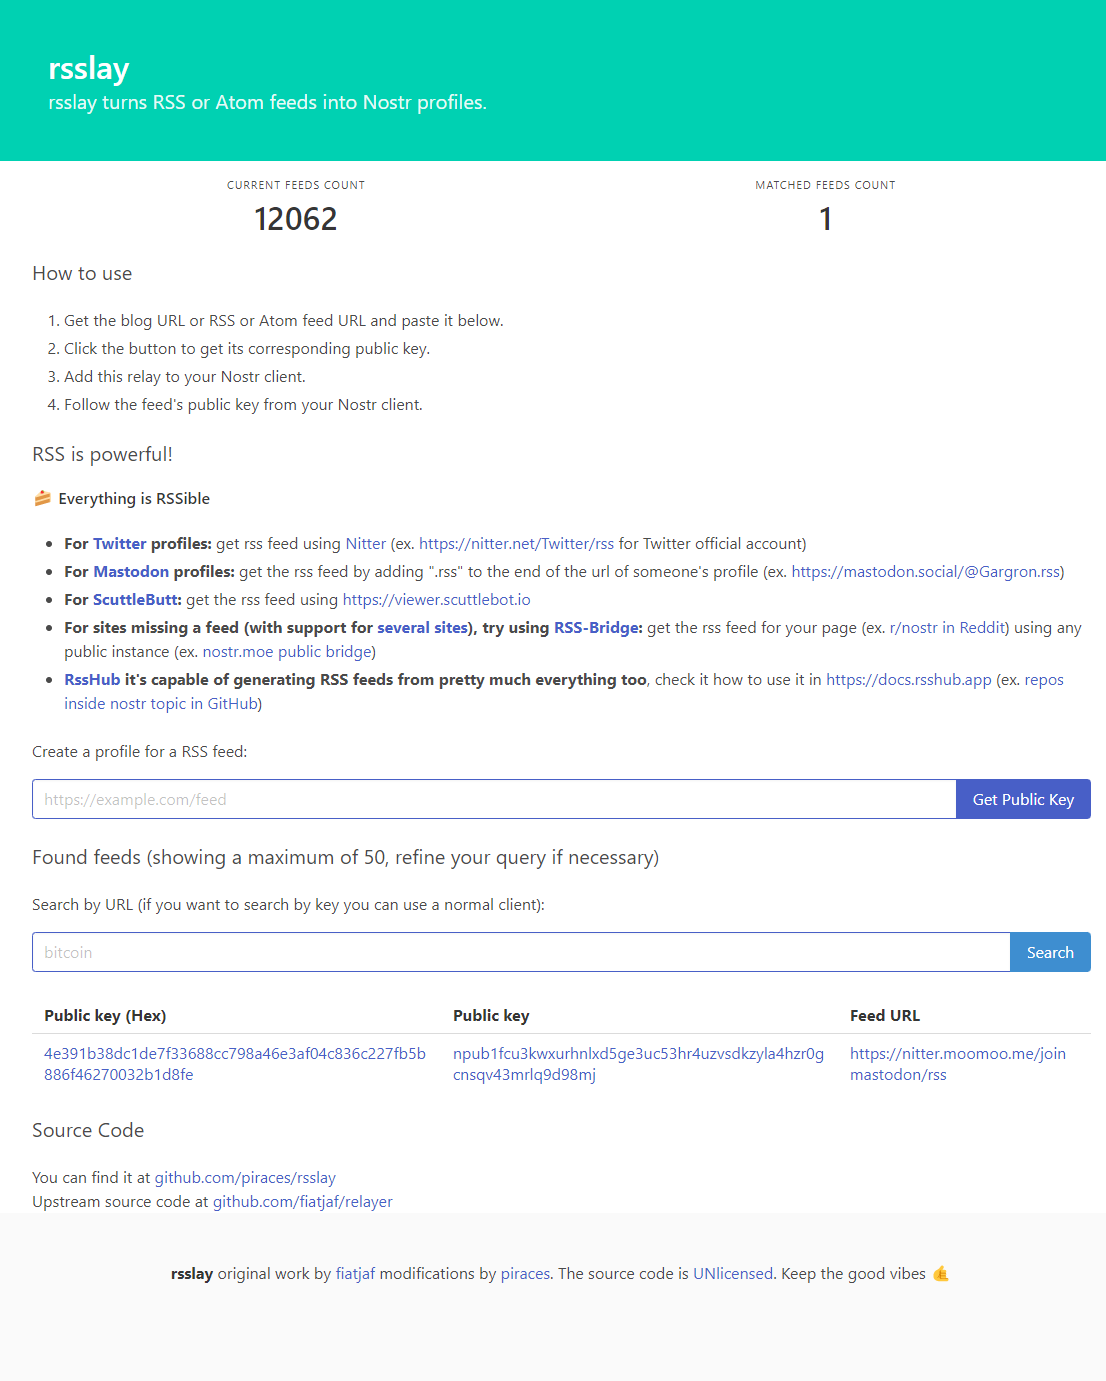 rsslay
rsslay turns RSS or Atom feeds into Nostr profiles.
CURRENT FEEDS COUNT
12062
MATCHED FEEDS COUNT
1
How to use
1. Get the blog URL or RSS or Atom feed URL and paste it below.
2. Click the button to get its corresponding public key.
3. Add this relay to your Nostr client.
4. Follow the feed's public key from your Nostr client.
RSS is powerful!
🍰 Everything is RSSible
• For Twitter profiles: get rss feed using Nitter (ex. https://nitter.net/Twitter/rss for Twitter official account)
• For Mastodon profiles: get the rss feed by adding ".rss" to the end of the url of someone's profile (ex. https://mastodon.social/@Gargron.rss)
• For ScuttleButt: get the rss feed using https://viewer.scuttlebot.io
• For sites missing a feed (with support for several sites), try using RSS-Bridge: get the rss feed for your page (ex. r/nostr in Reddit) using any
public instance (ex. nostr.moe public bridge)
• RssHub it's capable of generating RSS feeds from pretty much everything too, check it how to use it in https://docs.rsshub.app (ex. repos
inside nostr topic in GitHub)
Create a profile for a RSS feed:
https://example.com/feed
Get Public Key
Found feeds (showing a maximum of 50, refine your query if necessary)
Search by URL (if you want to search by key you can use a normal client):
bitcoin
Search
Public key (Hex)
Public key
Feed URL
4e391b38dc1de7f33688cc798a46e3af04c836c227fb5b
886f46270032b1d8fe
npub1fcu3kwxurhnlxd5ge3uc53hr4uzvsdkzyla4hzr0g
cnsqv43mrlq9d98mj
https://nitter.moomoo.me/join
mastodon/rss
Source Code
You can find it at github.com/piraces/rsslay
Upstream source code at github.com/fiatjaf/relayer
rsslay original work by fiatjaf modifications by piraces. The source code is UNlicensed. Keep the good vibes 🤙